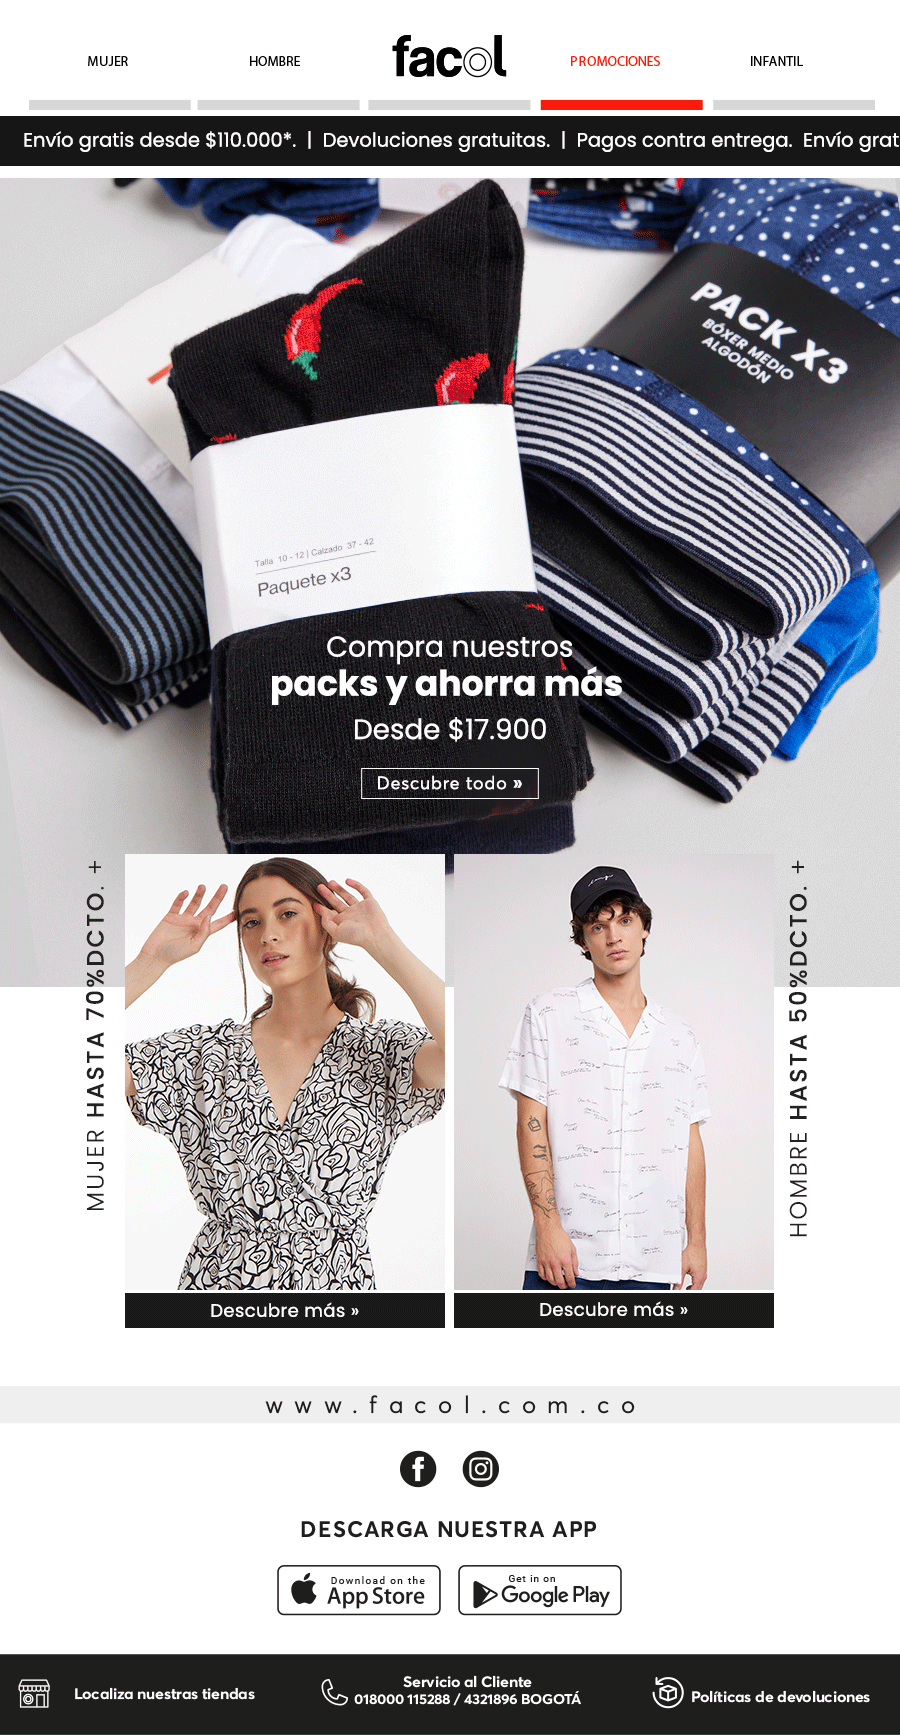 MUJER
HOMBRE
facol
PROMOCIONES
INFANTIL
Envío gratis desde $110.000*. | Devoluciones gratuitas. | Pagos contra entrega. Envío grat
PACK X3
BÓXER MEDIO
ALGODÓN
Talla 10 - 12 | Calzado 37 - 42
Paquete x3
Compra nuestros
packs y ahorra más
Desde $17.900
Descubre todo »
MUJER HASTA 70%DCTO. +
HOMBRE HASTA 50%DCTO. +
Descubre más »
Descubre más »
www.facol.com.co
DESCARGA NUESTRA APP
Download on the
App Store
Get in on
Google Play
Localiza nuestras tiendas
Servicio al Cliente
018000 115288 / 4321896 BOGOTÁ
Políticas de devoluciones